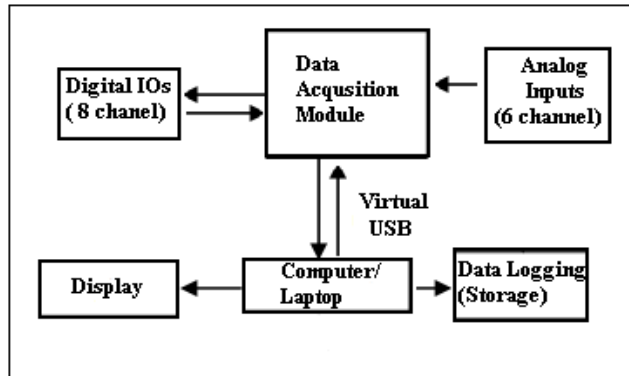 Digital IOs
( 8 chanel)
Data
Acqusition
Module
Analog
Inputs
(6 channel)
Virtual
USB
Display
Computer/
Laptop
Data Logging
(Storage)